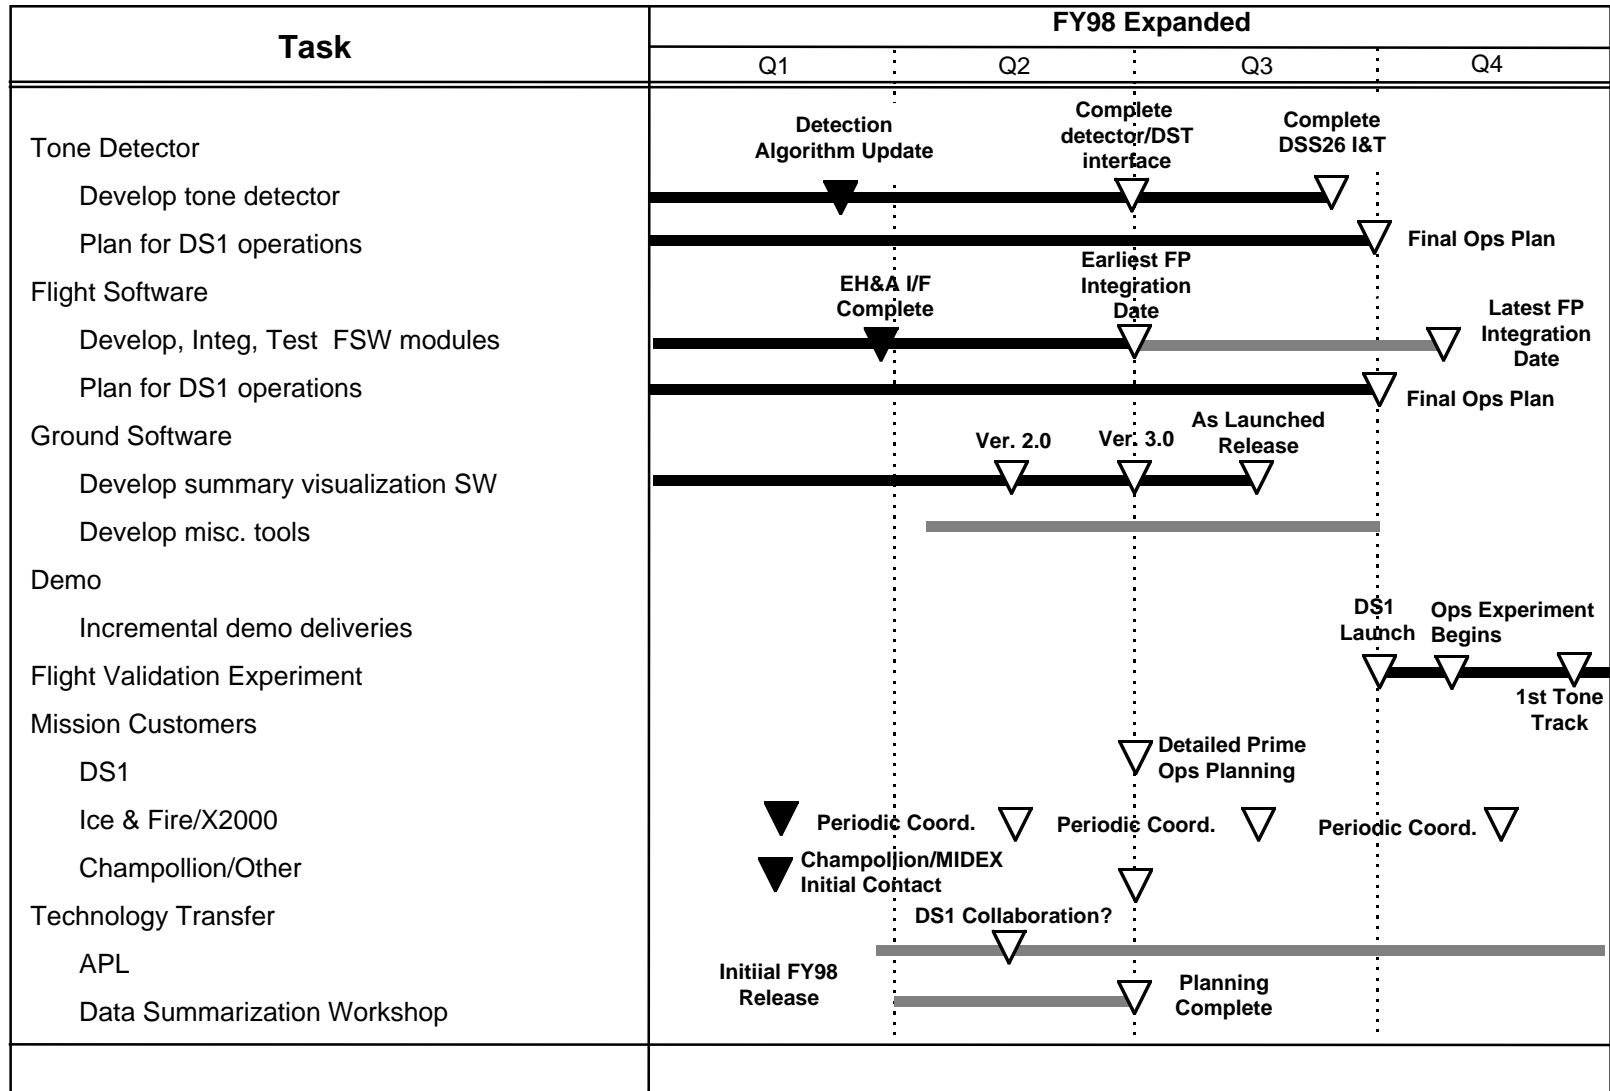 Task
FY98 Expanded
Q1 Q2 Q3 Q4
Detection
Algorithm Update
Complete
detector/DST
interface
Complete
DSS26 I&T
Tone Detector
Develop tone detector
Plan for DS1 operations
Final Ops Plan
Flight Software
EH&A I/F
Complete
Earliest FP
Integration
Date
Latest FP
Integration
Date
Develop, Integ, Test FSW modules
Plan for DS1 operations
Final Ops Plan
Ground Software
Ver. 2.0
Ver. 3.0
As Launched
Release
Develop summary visualization SW
Develop misc. tools
Demo
Incremental demo deliveries
DS1
Launch
Ops Experiment
Begins
Flight Validation Experiment
1st Tone
Track
Mission Customers
DS1
Detailed Prime
Ops Planning
Ice & Fire/X2000
Periodic Coord.
Periodic Coord.
Periodic Coord.
Champollion/Other
Champollion/MIDEX
Initial Contact
Technology Transfer
DS1 Collaboration?
APL
Initiial FY98
Release
Data Summarization Workshop
Planning
Complete